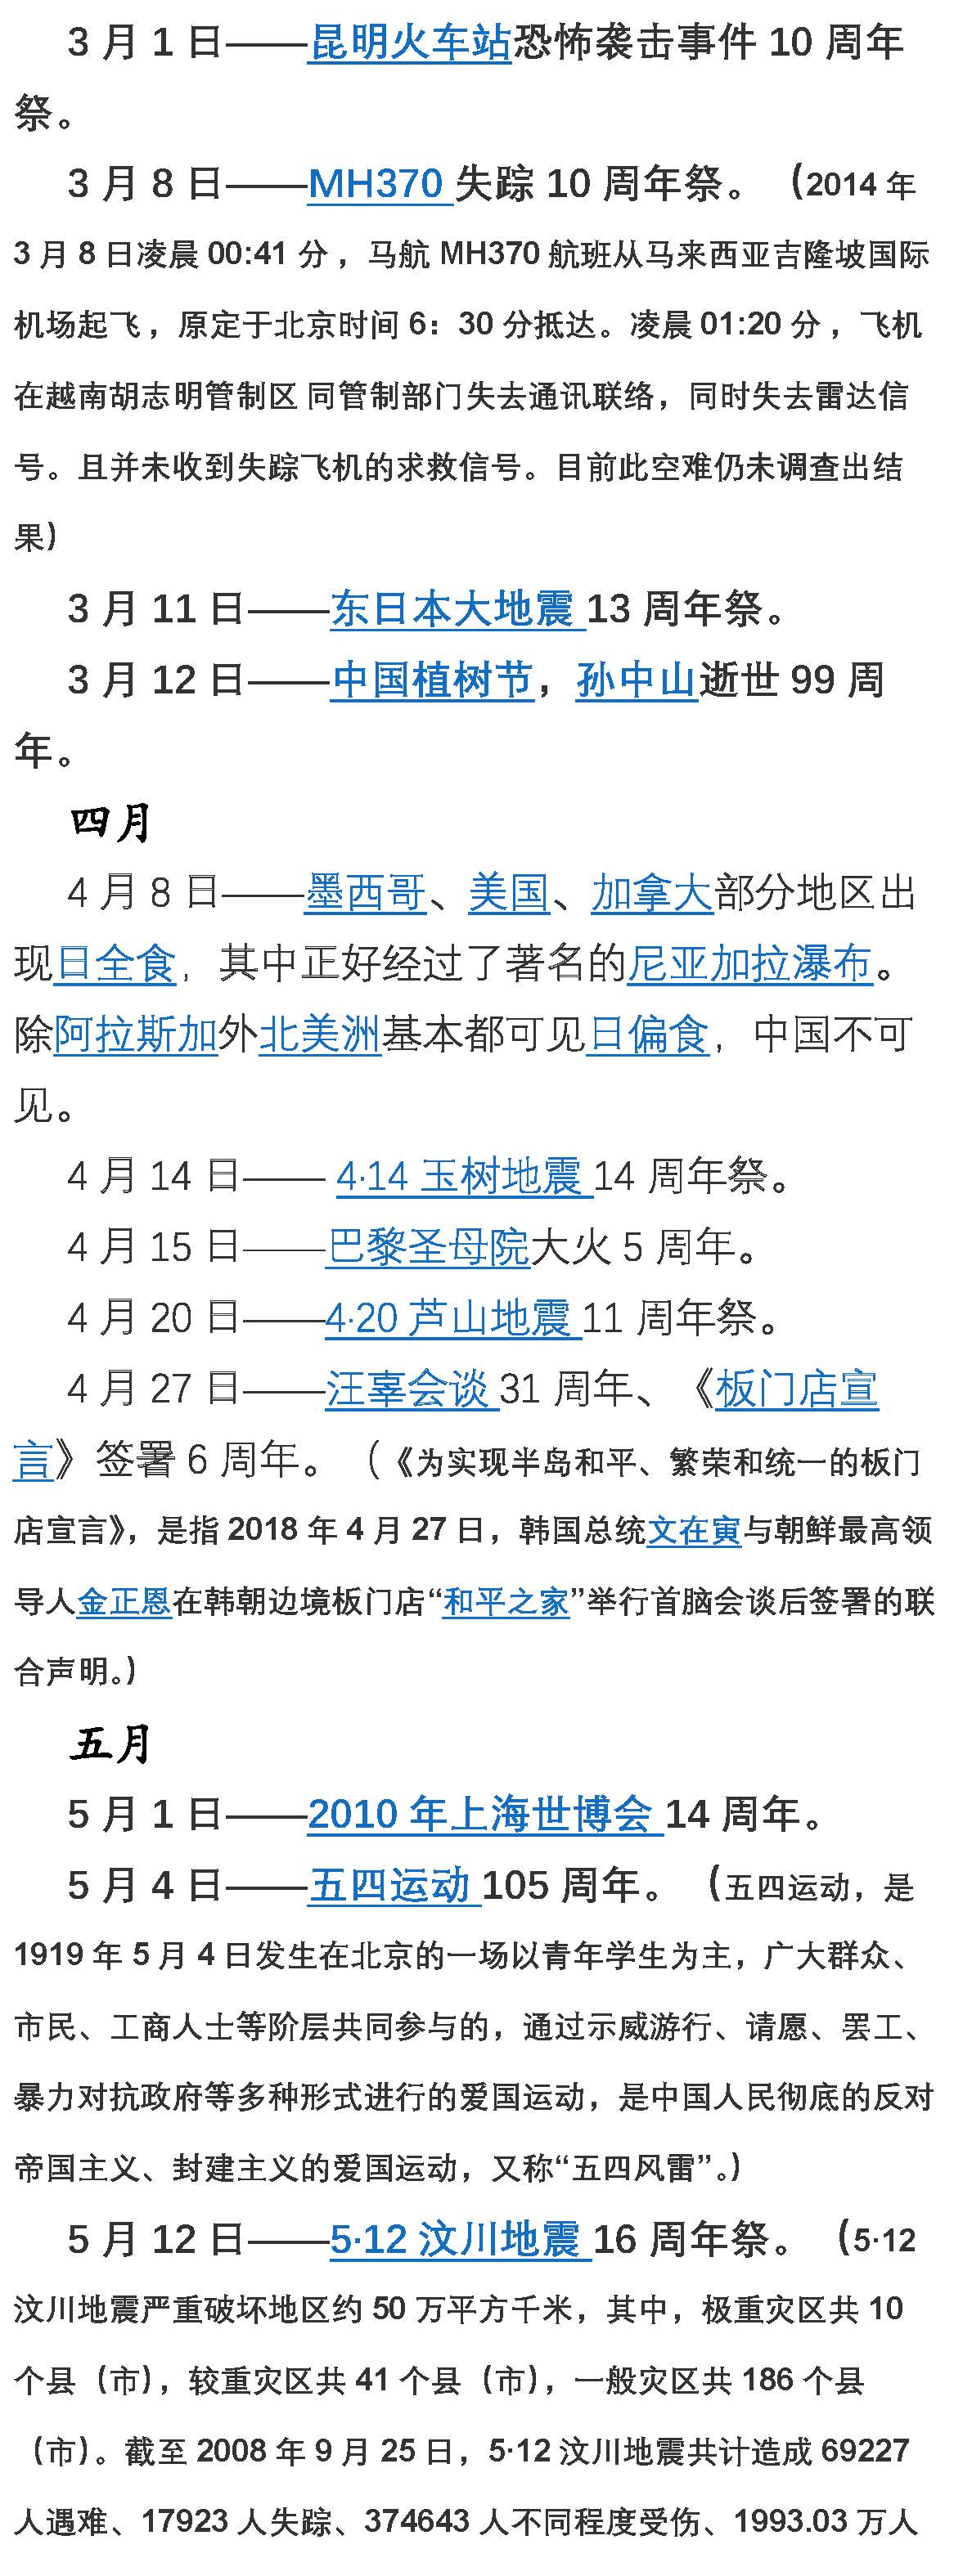 3 月 1 日——昆明火车站恐怖袭击事件 10 周年
祭。
3 月 8 日——MH370 失踪 10 周年祭。（2014 年
3 月 8 日凌晨 00:41 分，马航 MH370 航班从马来西亚吉隆坡国际
机场起飞，原定于北京时间 6：30 分抵达。凌晨 01:20 分，飞机
在越南胡志明管制区 同管制部门失去通讯联络，同时失去雷达信
号。且并未收到失踪飞机的求救信号。目前此空难仍未调查出结
果）
3 月 11 日——东日本大地震 13 周年祭。
3 月 12 日——中国植树节，孙中山逝世 99 周
年。
四月
4 月 8 日——墨西哥、美国、加拿大部分地区出
现日全食，其中正好经过了著名的尼亚加拉瀑布。
除阿拉斯加外北美洲基本都可见日偏食，中国不可
见。
4 月 14 日—— 4·14 玉树地震 14 周年祭。
4 月 15 日——巴黎圣母院大火 5 周年。
4 月 20 日——4·20 芦山地震 11 周年祭。
4 月 27 日——汪辜会谈 31 周年、《板门店宣
言》签署 6 周年。（《为实现半岛和平、繁荣和统一的板门
店宣言》，是指 2018 年 4 月 27 日，韩国总统文在寅与朝鲜最高领
导人金正恩在韩朝边境板门店“和平之家”举行首脑会谈后签署的联
合声明。）
五月
5 月 1 日——2010 年上海世博会 14 周年。
5 月 4 日——五四运动 105 周年。（五四运动，是
1919 年 5 月 4 日发生在北京的一场以青年学生为主，广大群众、
市民、工商人士等阶层共同参与的，通过示威游行、请愿、罢工、
暴力对抗政府等多种形式进行的爱国运动，是中国人民彻底的反对
帝国主义、封建主义的爱国运动，又称“五四风雷”。）
5 月 12 日——5·12 汶川地震 16 周年祭。（5·12
汶川地震严重破坏地区约 50 万平方千米，其中，极重灾区共 10
个县（市），较重灾区共 41 个县（市），一般灾区共 186 个县
（市）。截至 2008 年 9 月 25 日，5·12 汶川地震共计造成 69227
人遇难、17923 人失踪、374643 人不同程度受伤、1993.03 万人